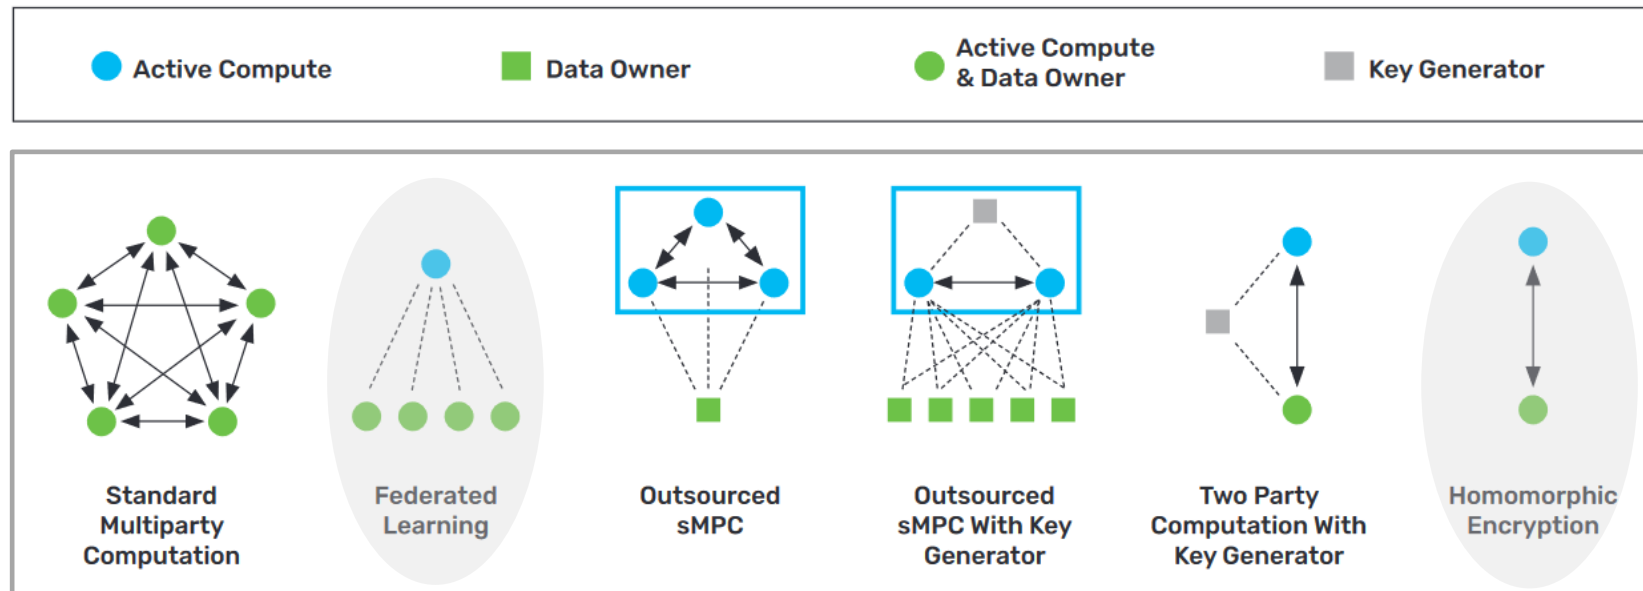 Active Compute
Data Owner
Active Compute
& Data Owner
Key Generator
Standard
Multiparty
Computation
Federated
Learning
Outsourced
sMPC
Outsourced
sMPC With Key
Generator
Two Party
Computation With
Key Generator
Homomorphic
Encryption